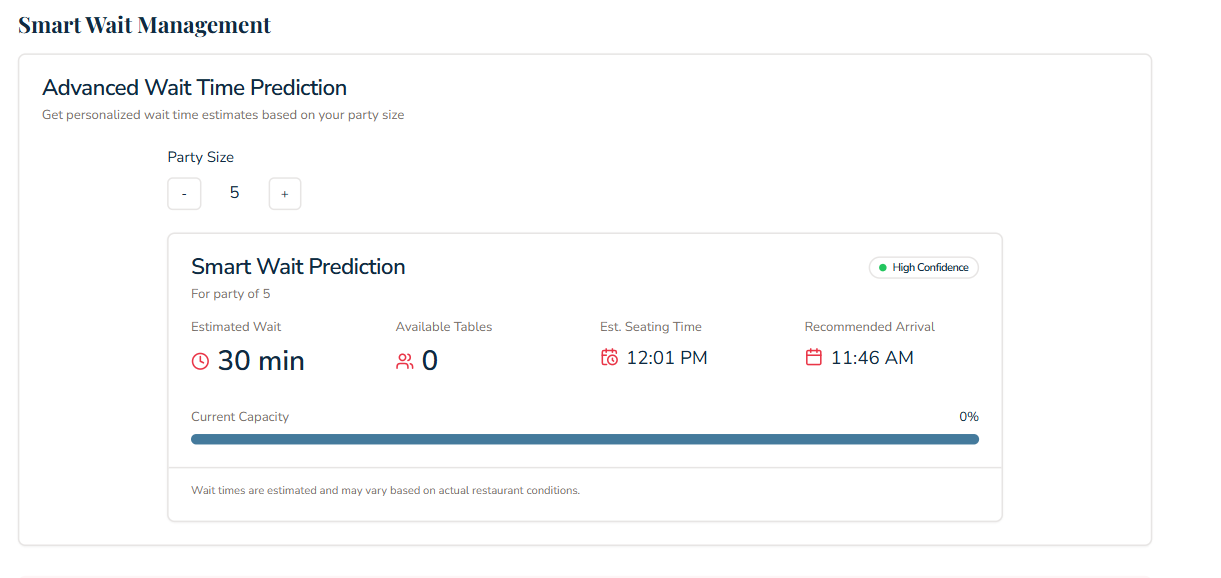 Smart Wait Management
Advanced Wait Time Prediction
Get personalized wait time estimates based on your party size
Party Size
- 5 +
Smart Wait Prediction
High Confidence
For party of 5
Estimated Wait Available Tables Est. Seating Time Recommended Arrival
30 min 0 12:01 PM 11:46 AM
Current Capacity 0%
Wait times are estimated and may vary based on actual restaurant conditions.